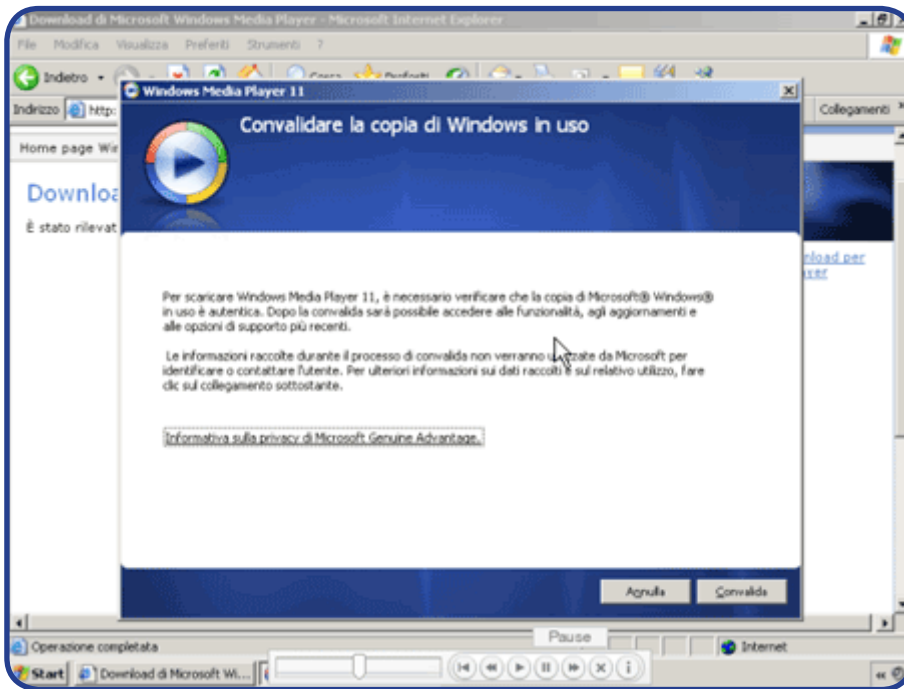 Download di Microsoft Windows Media Player - Microsoft Internet Explorer
File Modifica Visualizza Preferiti Strumenti ?
Indietro Cerca Preferiti
Windows Media Player 11
Indirizzo http: Collegamenti
Convalidare la copia di Windows in uso
Home page
Downloa
È stato rilevat
nload per
Per scaricare Windows Media Player 11, è necessario verificare che la copia di Microsoft® Windows®
in uso è autentica. Dopo la convalida sarà possibile accedere alle funzionalità, agli aggiornamenti e
alle opzioni di supporto più recenti.
Le informazioni raccolte durante il processo di convalida non verranno utilizzate da Microsoft per
identificare o contattare l'utente. Per ulteriori informazioni sui dati raccolti e sul relativo utilizzo, fare
clic sul collegamento sottostante.
Informativa sulla privacy di Microsoft Genuine Advantage.
Annulla Convalida
Pause
Operazione completata Internet
Start Download di Microsoft Wi...